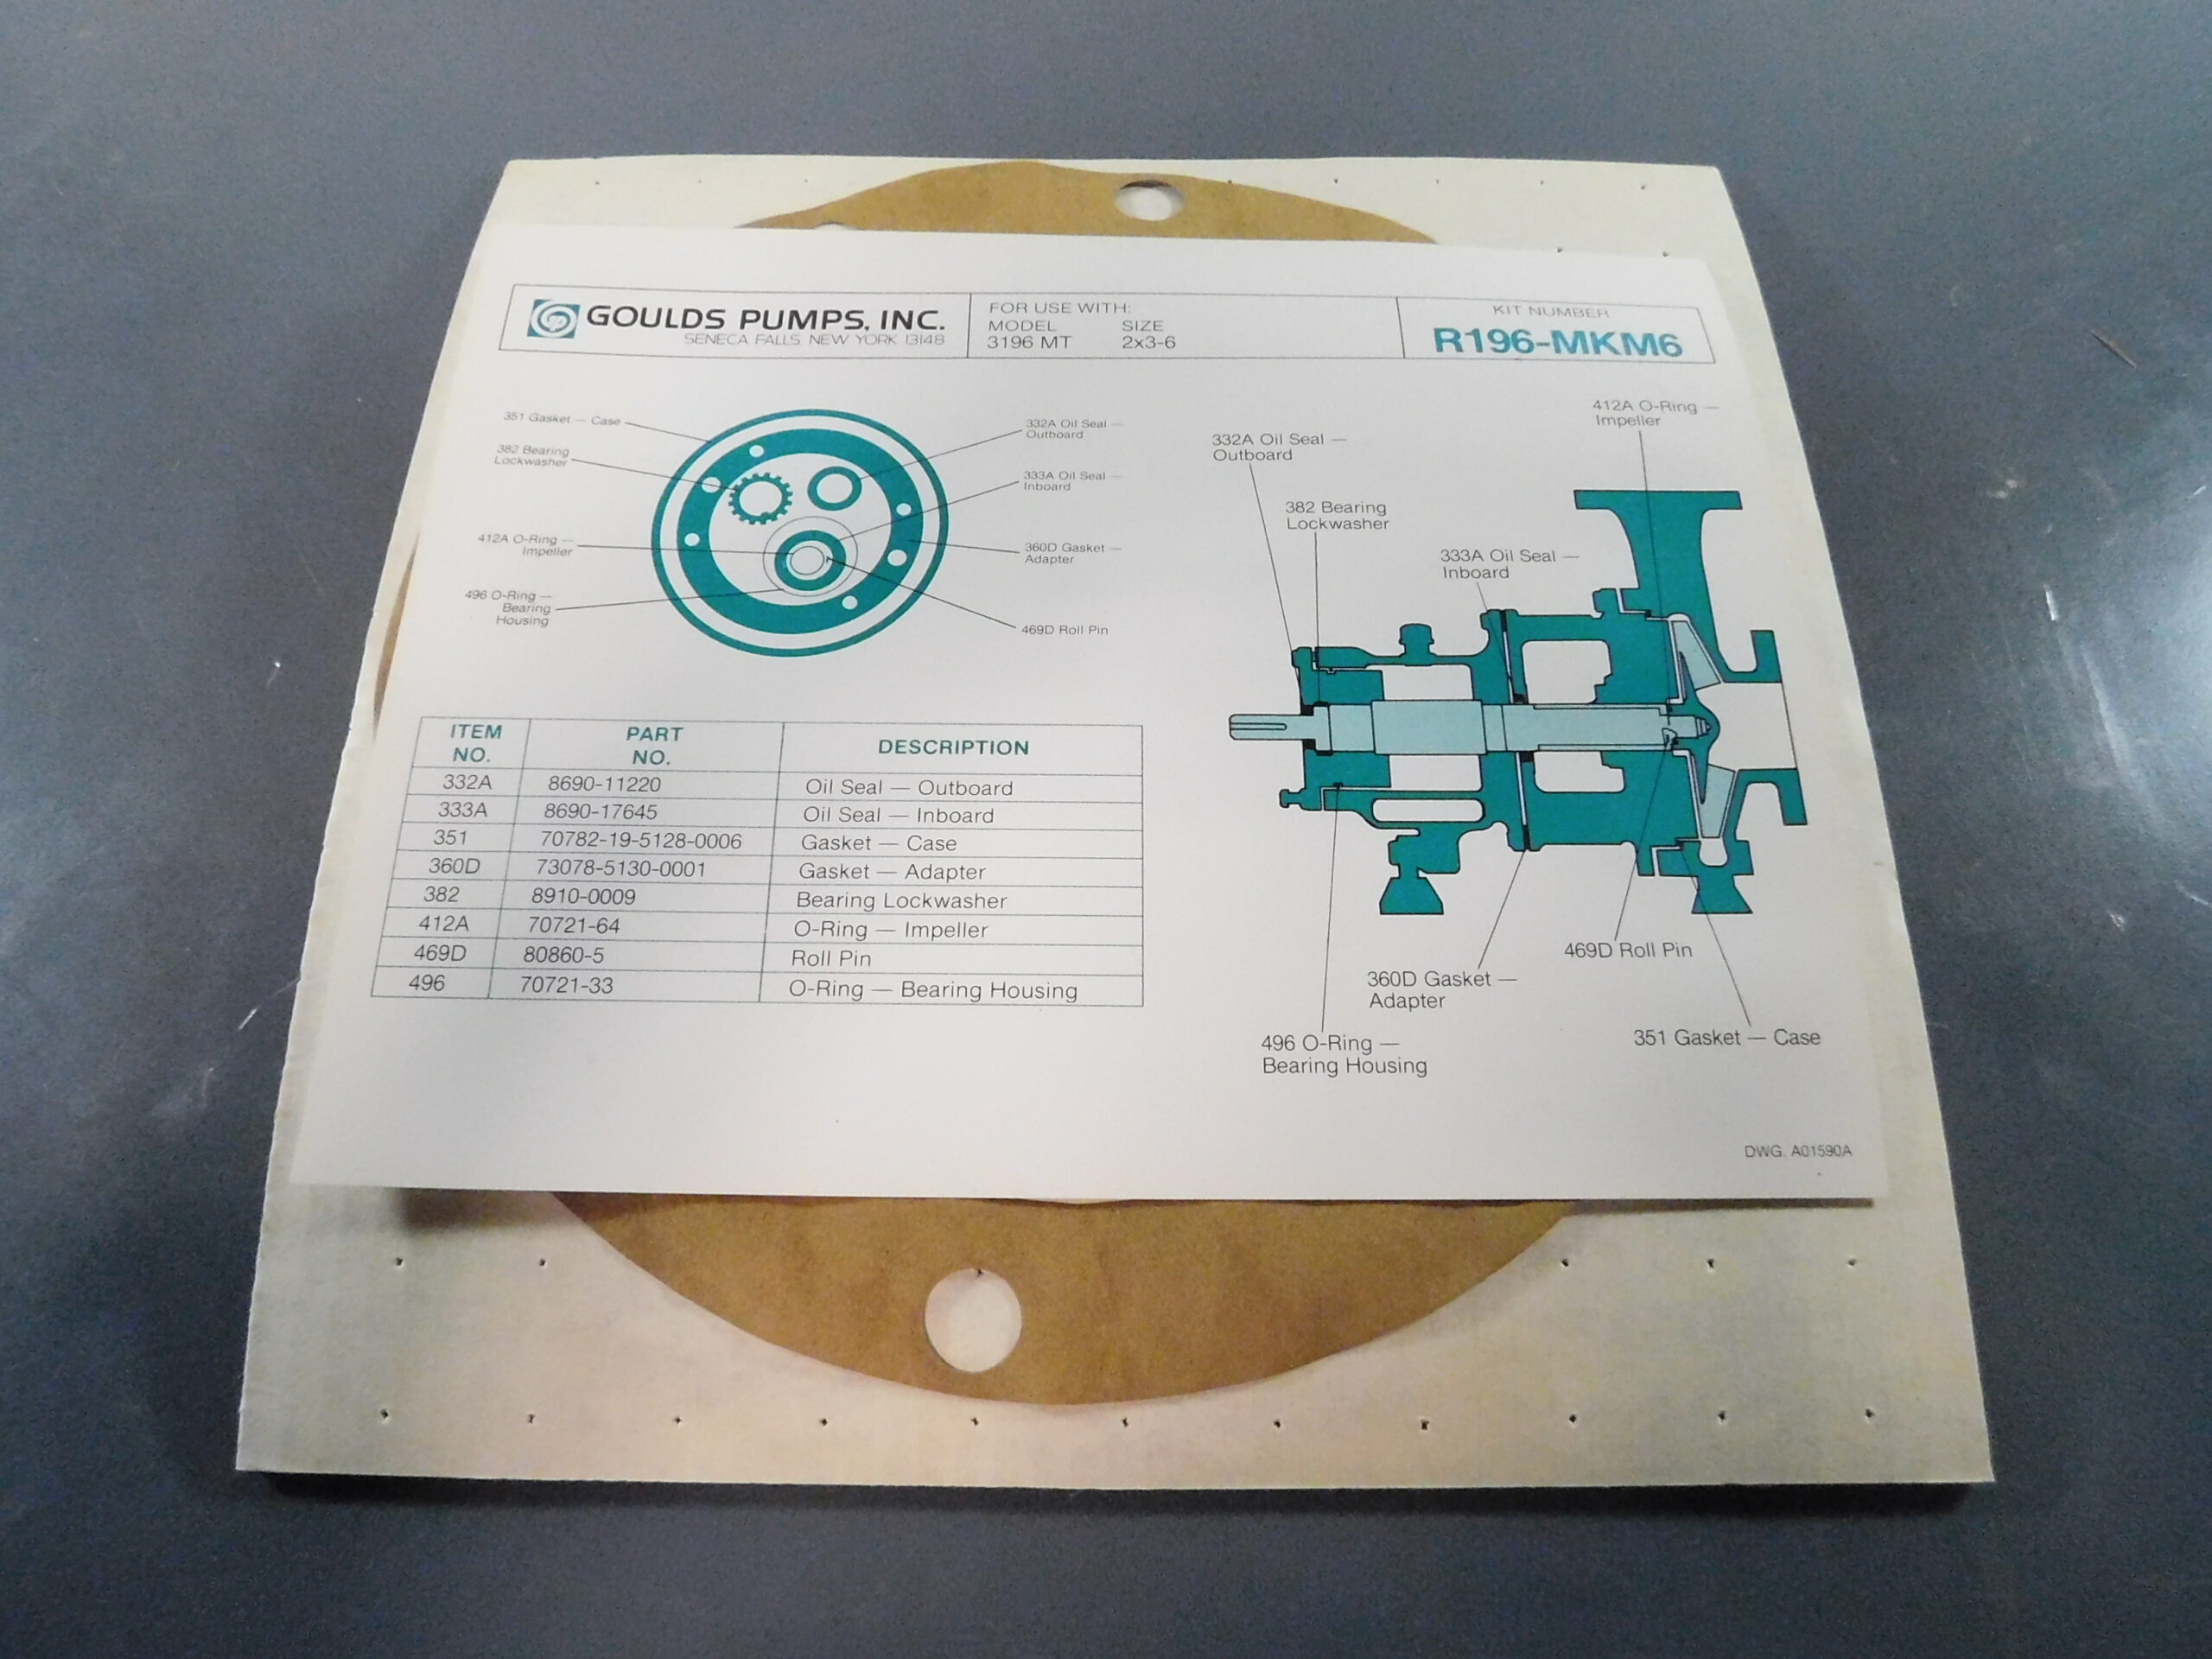 GOULDS PUMPS, INC.
SENECA FALLS, NEW YORK 13148
FOR USE WITH:
MODEL SIZE
3196 MT 2x3-6
KIT NUMBER
R196-MKM6
351 Gasket — Case
382 Bearing
Lockwasher
412A O-Ring —
Impeller
496 O-Ring —
Bearing
Housing
332A Oil Seal —
Outboard
333A Oil Seal —
Inboard
360D Gasket —
Adapter
469D Roll Pin
412A O-Ring —
Impeller
332A Oil Seal —
Outboard
382 Bearing
Lockwasher
333A Oil Seal —
Inboard
469D Roll Pin
360D Gasket —
Adapter
351 Gasket — Case
496 O-Ring —
Bearing Housing
ITEM PART
NO. NO. DESCRIPTION
332A 8690-11220 Oil Seal — Outboard
333A 8690-17645 Oil Seal — Inboard
351 70782-19-5128-0006 Gasket — Case
360D 73078-5130-0001 Gasket — Adapter
382 8910-0009 Bearing Lockwasher
412A 70721-64 O-Ring — Impeller
469D 80860-5 Roll Pin
496 70721-33 O-Ring — Bearing Housing
DWG. A01590A